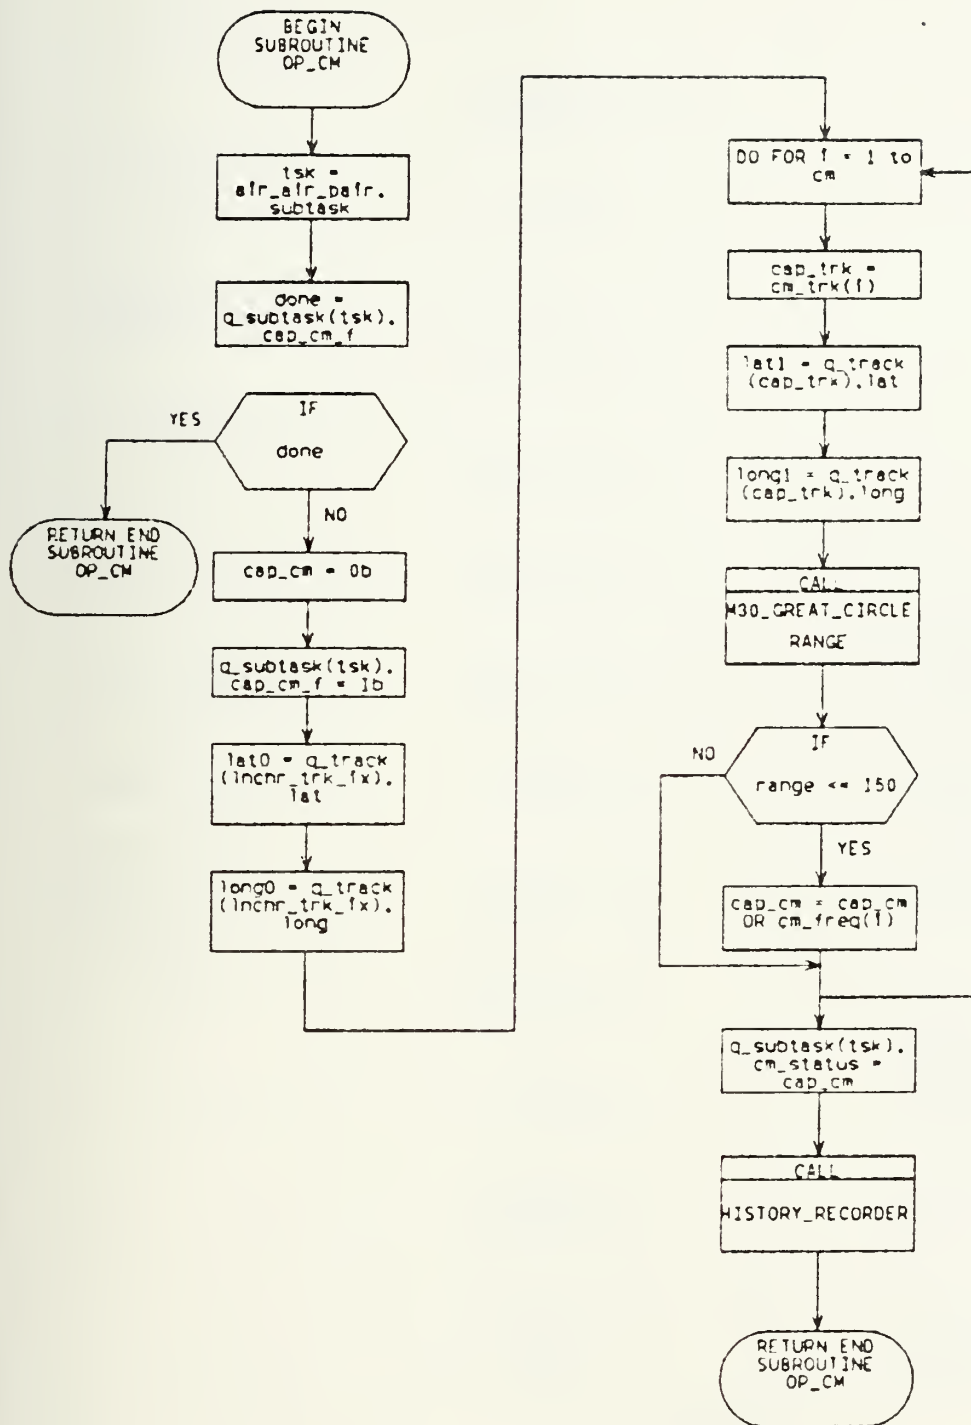 BEGIN
SUBROUTINE
OP_CM
tsk =
air_air_pair.
subtask
done =
q_subtask(tsk).
cap_cm_f
IF
done
YES
RETURN END
SUBROUTINE
OP_CM
NO
cap_cm = 0b
q_subtask(tsk).
cap_cm_f = 1b
lat0 = q_track
(lnchr_trk_ix).
lat
long0 = q_track
(lnchr_trk_ix).
long
DO FOR i = 1 to
cm
cap_trk =
cm_trk(i)
lat1 = q_track
(cap_trk).lat
long1 = q_track
(cap_trk).long
CALL
M30_GREAT_CIRCLE
RANGE
IF
range <= 150
NO
YES
cap_cm = cap_cm
OR cm_freq(i)
q_subtask(tsk).
cm_status =
cap_cm
CALL
HISTORY_RECORDER
RETURN END
SUBROUTINE
OP_CM